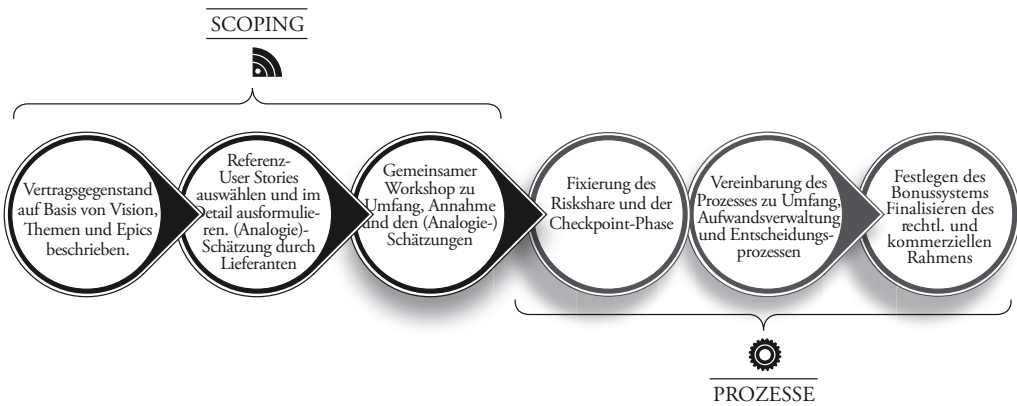 SCOPING
Vertragsgegenstand
auf Basis von Vision,
Themen und Epics
beschrieben.
Referenz-
User Stories
auswählen und im
Detail ausformulie-
ren. (Analogie)-
Schätzung durch
Lieferanten
Gemeinsamer
Workshop zu
Umfang, Annahme
und den (Analogie-)
Schätzungen
Fixierung des
Riskshare und der
Checkpoint-Phase
Vereinbarung des
Prozesses zu Umfang,
Aufwandsverwaltung
und Entscheidungs-
prozessen
Festlegen des
Bonussystems
Finalisieren des
rechtl. und
kommerziellen
Rahmens
PROZESSE